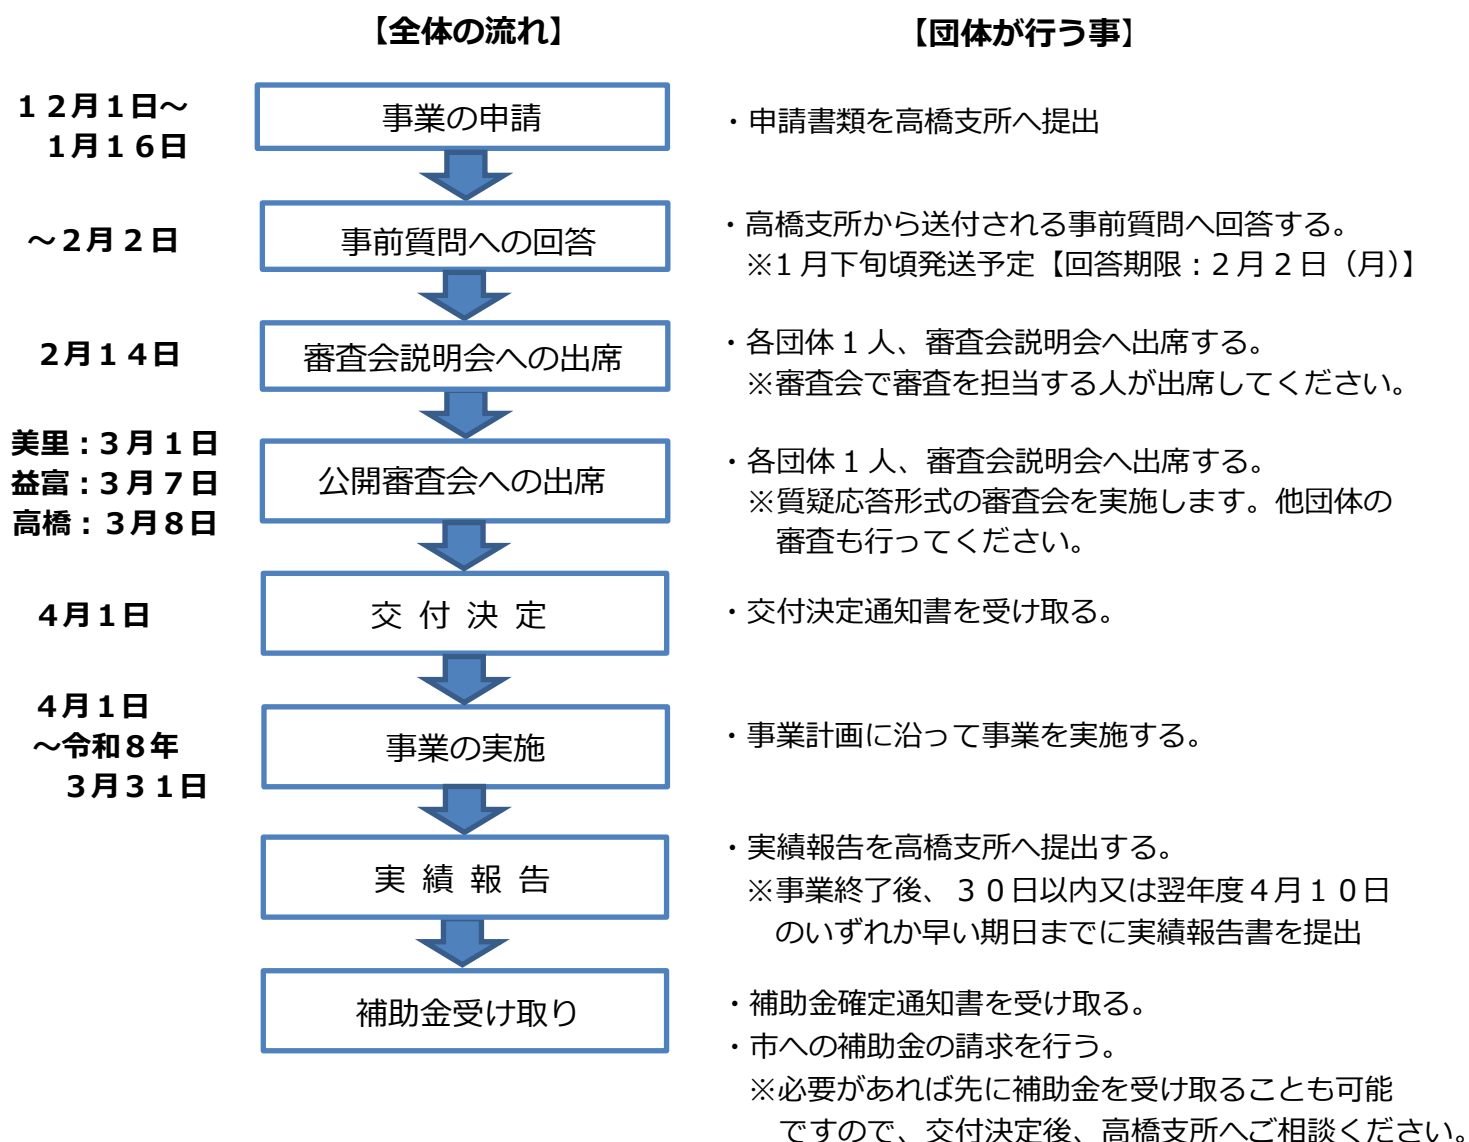 【全体の流れ】 【団体が行う事】
１２月１日～
１月１６日
事業の申請
・申請書類を高橋支所へ提出
～２月２日
事前質問への回答
・高橋支所から送付される事前質問へ回答する。
※1月下旬頃発送予定【回答期限：２月２日（月）】
２月１４日
審査会説明会への出席
・各団体１人、審査会説明会へ出席する。
※審査会で審査を担当する人が出席してください。
美里：３月１日
益富：３月７日
高橋：３月８日
公開審査会への出席
・各団体１人、審査会説明会へ出席する。
※質疑応答形式の審査会を実施します。他団体の
審査も行ってください。
４月１日
交 付 決 定
・交付決定通知書を受け取る。
４月１日
～令和８年
３月３１日
事業の実施
・事業計画に沿って事業を実施する。
実 績 報 告
・実績報告を高橋支所へ提出する。
※事業終了後、３０日以内又は翌年度４月１０日
のいずれか早い期日までに実績報告書を提出
補助金受け取り
・補助金確定通知書を受け取る。
・市への補助金の請求を行う。
※必要があれば先に補助金を受け取ることも可能
ですので、交付決定後、高橋支所へご相談ください。